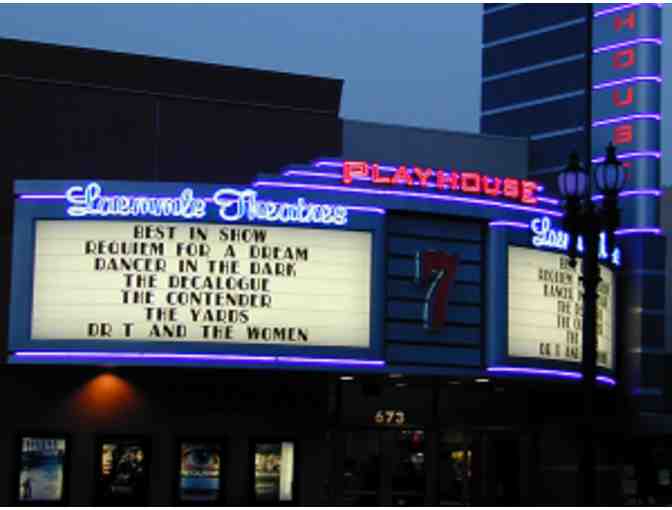 HOUS
PLAYHOUSE
Laemmle Theatres
BEST IN SHOW
REQUIEM FOR A DREAM
DANCER IN THE DARK
THE DECALOGUE
THE CONTENDER
THE YARDS
DR T AND THE WOMEN
7
673